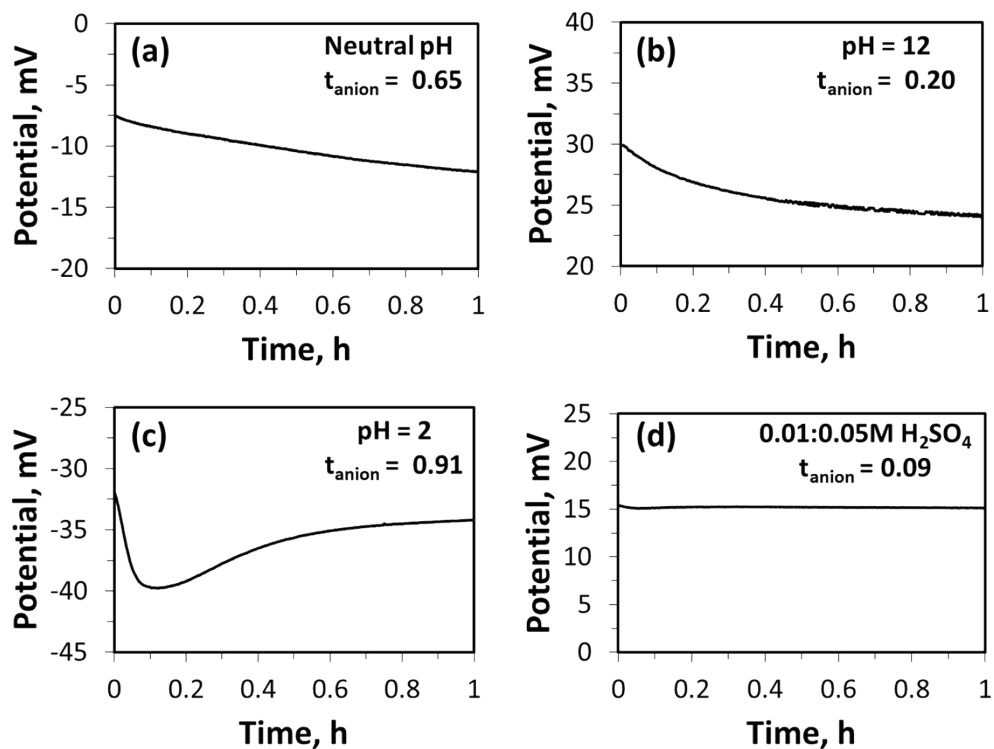 (a)
Neutral pH
t_anion = 0.65
0
-5
-10
-15
-20
Potential, mV
0 0.2 0.4 0.6 0.8 1
Time, h
(b)
pH = 12
t_anion = 0.20
40
35
30
25
20
Potential, mV
0 0.2 0.4 0.6 0.8 1
Time, h
(c)
pH = 2
t_anion = 0.91
-25
-30
-35
-40
-45
Potential, mV
0 0.2 0.4 0.6 0.8 1
Time, h
(d)
0.01:0.05M H₂SO₄
t_anion = 0.09
25
20
15
10
5
0
Potential, mV
0 0.2 0.4 0.6 0.8 1
Time, h